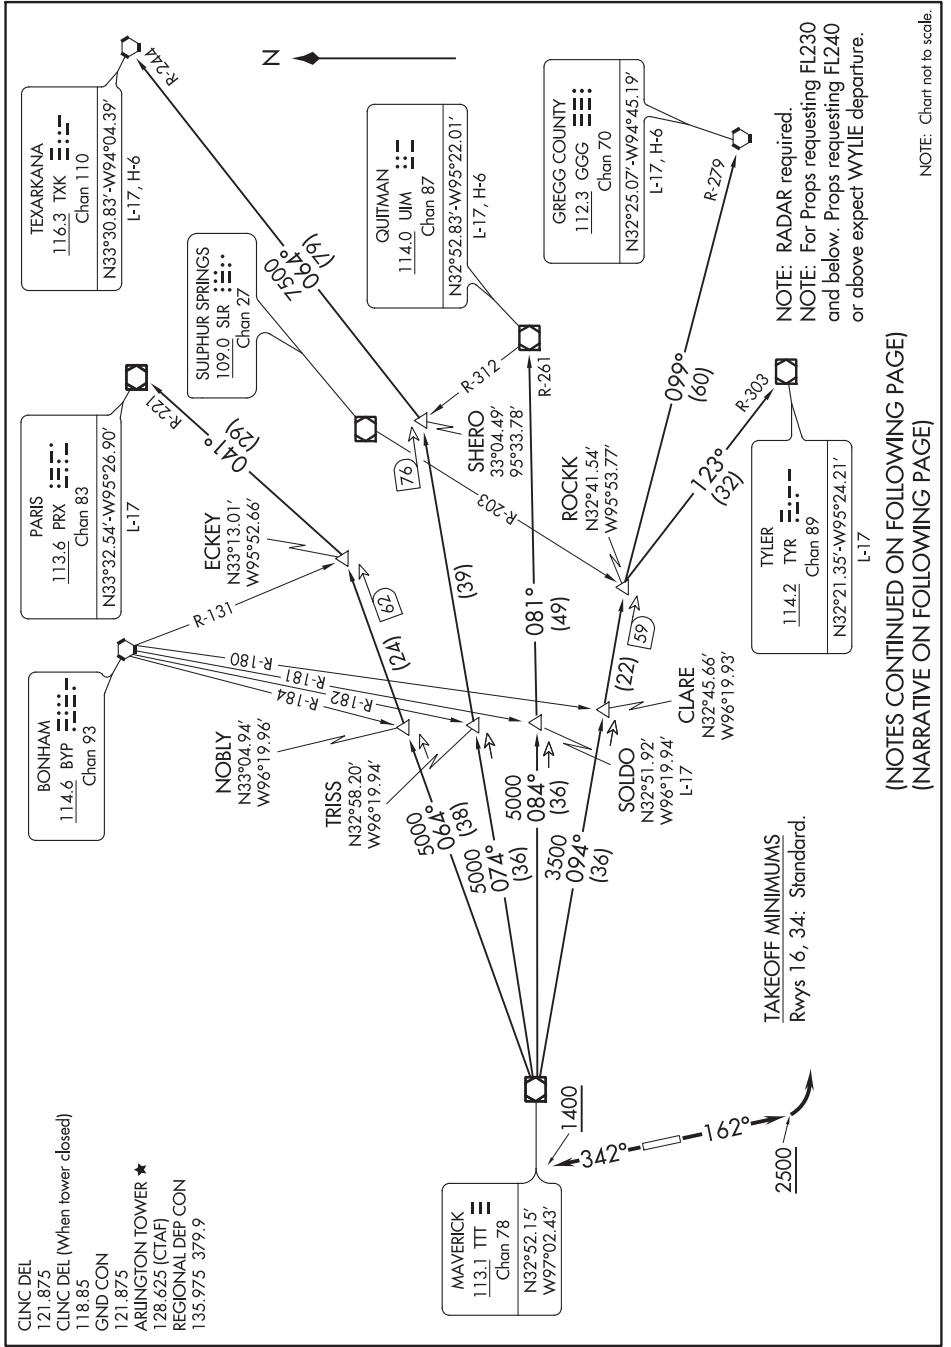 CLNC DEL
121.875
CLNC DEL (When tower closed)
118.85
GND CON
121.875
ARLINGTON TOWER ★
128.625 (CTAF)
REGIONAL DEP CON
135.975 379.9
BONHAM
114.6 BYP
Chan 93
PARIS
113.6 PRX
Chan 83
N33°32.54′-W95°26.90′
L-17
TEXARKANA
116.3 TXK
Chan 110
N33°30.83′-W94°04.39′
L-17, H-6
SULPHUR SPRINGS
109.0 SLR
Chan 27
QUITMAN
114.0 UIM
Chan 87
N32°52.83′-W95°22.01′
L-17, H-6
GREGG COUNTY
112.3 GGG
Chan 70
N32°25.07′-W94°45.19′
L-17, H-6
TYLER
114.2 TYR
Chan 89
N32°21.35′-W95°24.21′
L-17
MAVERICK
113.1 TTT
Chan 78
N32°52.15′
W97°02.43′
N
R-244
R-221
041°
(29)
ECKEY
N33°13.01′
W95°52.66′
R-131
R-180
R-181
R-182
R-184
7500
064°
(79)
R-312
R-261
SHERO
33°04.49′
95°33.78′
76
R-203
ROCKK
N32°41.54′
W95°53.77′
R-279
099°
(60)
R-303
123°
(32)
62
(24)
(39)
081°
(49)
59
(22)
NOBLY
N33°04.94′
W96°19.96′
TRISS
N32°58.20′
W96°19.94′
SOLDO
N32°51.92′
W96°19.94′
L-17
CLARE
N32°45.66′
W96°19.93′
5000
064°
(38)
5000
074°
(36)
5000
084°
(36)
3500
094°
(36)
1400
342°
162°
2500
TAKEOFF MINIMUMS
Rwys 16, 34: Standard.
NOTE: RADAR required.
NOTE: For Props requesting FL230
and below. Props requesting FL240
or above expect WYLIE departure.
(NOTES CONTINUED ON FOLLOWING PAGE)
(NARRATIVE ON FOLLOWING PAGE)
NOTE: Chart not to scale.